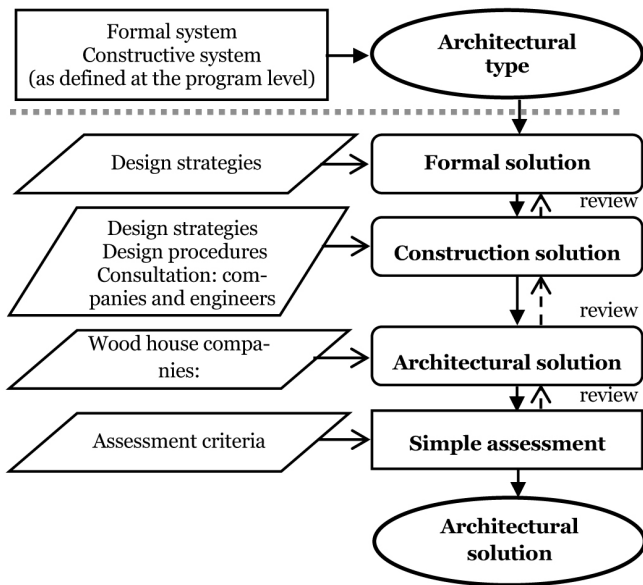 Formal system
Constructive system
(as defined at the program level)
Architectural
type
Design strategies
Formal solution
review
Design strategies
Design procedures
Consultation: com-
panies and engineers
Construction solution
review
Wood house compa-
nies:
Architectural solution
review
Assessment criteria
Simple assessment
Architectural
solution